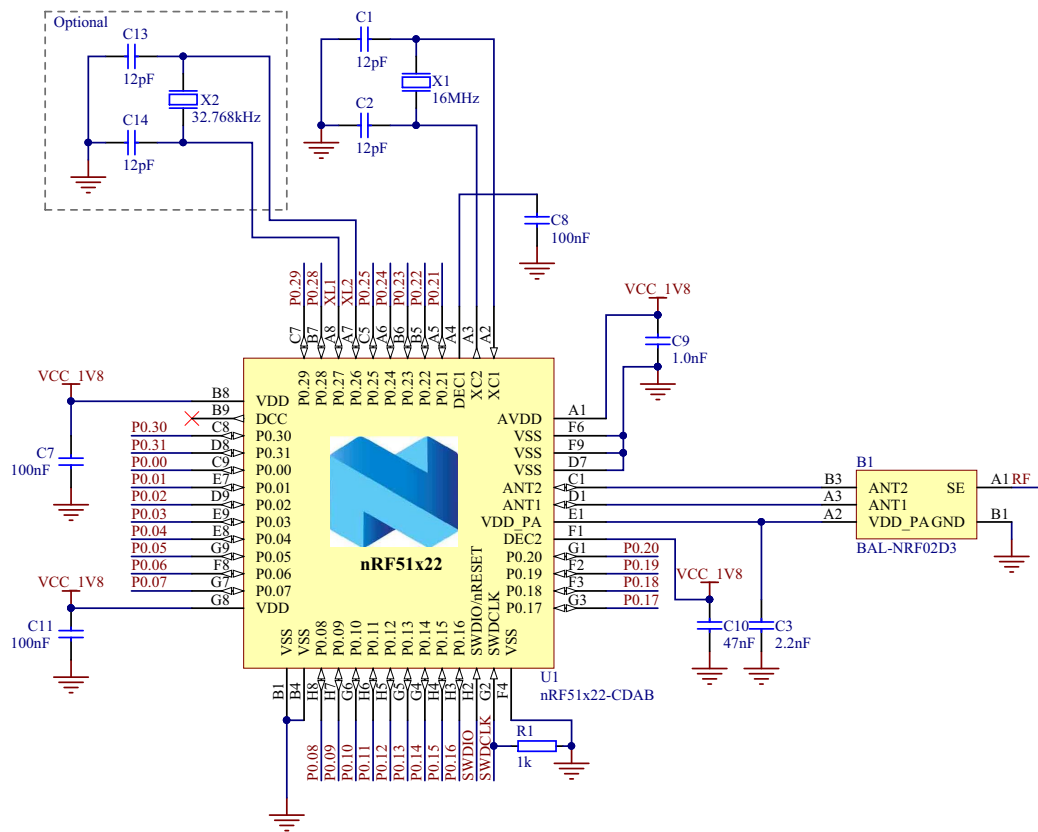 Optional
C13
12pF
X2
32.768kHz
C14
12pF
C1
12pF
X1
16MHz
C2
12pF
C8
100nF
P0.29
P0.28
XL1
XL2
P0.25
P0.24
P0.23
P0.22
P0.21
C7
B7
A8
A7
C5
A6
B6
B5
A5
A4
A3
A2
P0.29
P0.28
P0.27
P0.26
P0.25
P0.24
P0.23
P0.22
P0.21
DEC1
XC2
XC1
VCC_1V8
C7
100nF
VCC_1V8
C11
100nF
B8 VDD
B9 DCC
P0.30 C8 P0.30
P0.31 D8 P0.31
P0.00 C9 P0.00
P0.01 E7 P0.01
P0.02 D9 P0.02
P0.03 E9 P0.03
P0.04 E8 P0.04
P0.05 G9 P0.05
P0.06 F8 P0.06
P0.07 G7 P0.07
G8 VDD
nRF51x22
VCC_1V8
C9
1.0nF
AVDD A1
VSS F6
VSS F9
VSS D7
ANT2 C1
ANT1 D1
VDD_PA E1
DEC2 F1
P0.20 G1 P0.20
P0.19 F2 P0.19
P0.18 F3 P0.18
P0.17 G3 P0.17
B1
B3 ANT2 SE A1 RF
A3 ANT1
A2 VDD_PA GND B1
BAL-NRF02D3
VCC_1V8
C10
47nF
C3
2.2nF
VSS
VSS
P0.08
P0.09
P0.10
P0.11
P0.12
P0.13
P0.14
P0.15
P0.16
SWDIO/nRESET
SWDCLK
VSS
U1
nRF51x22-CDAB
B1
B4
H8
H7
G6
H6
H5
G5
G4
H4
H3
H2
G2
F4
P0.08
P0.09
P0.10
P0.11
P0.12
P0.13
P0.14
P0.15
P0.16
SWDIO
SWDCLK
R1
1k